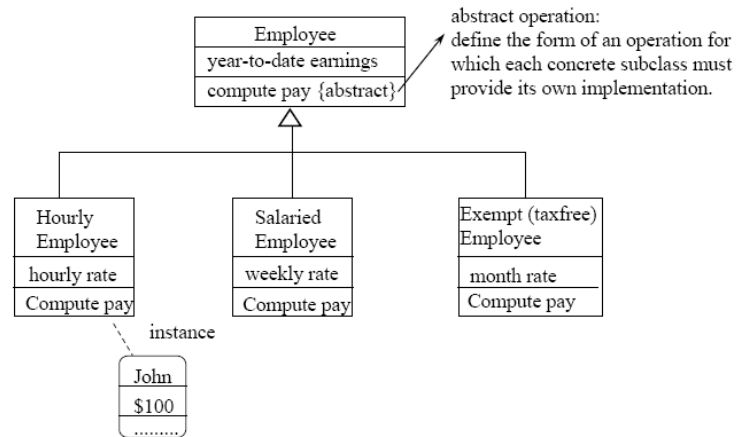 Employee
year-to-date earnings
compute pay {abstract}
abstract operation:
define the form of an operation for
which each concrete subclass must
provide its own implementation.
Hourly
Employee
hourly rate
Compute pay
Salaried
Employee
weekly rate
Compute pay
Exempt (taxfree)
Employee
month rate
Compute pay
instance
John
$100
.........